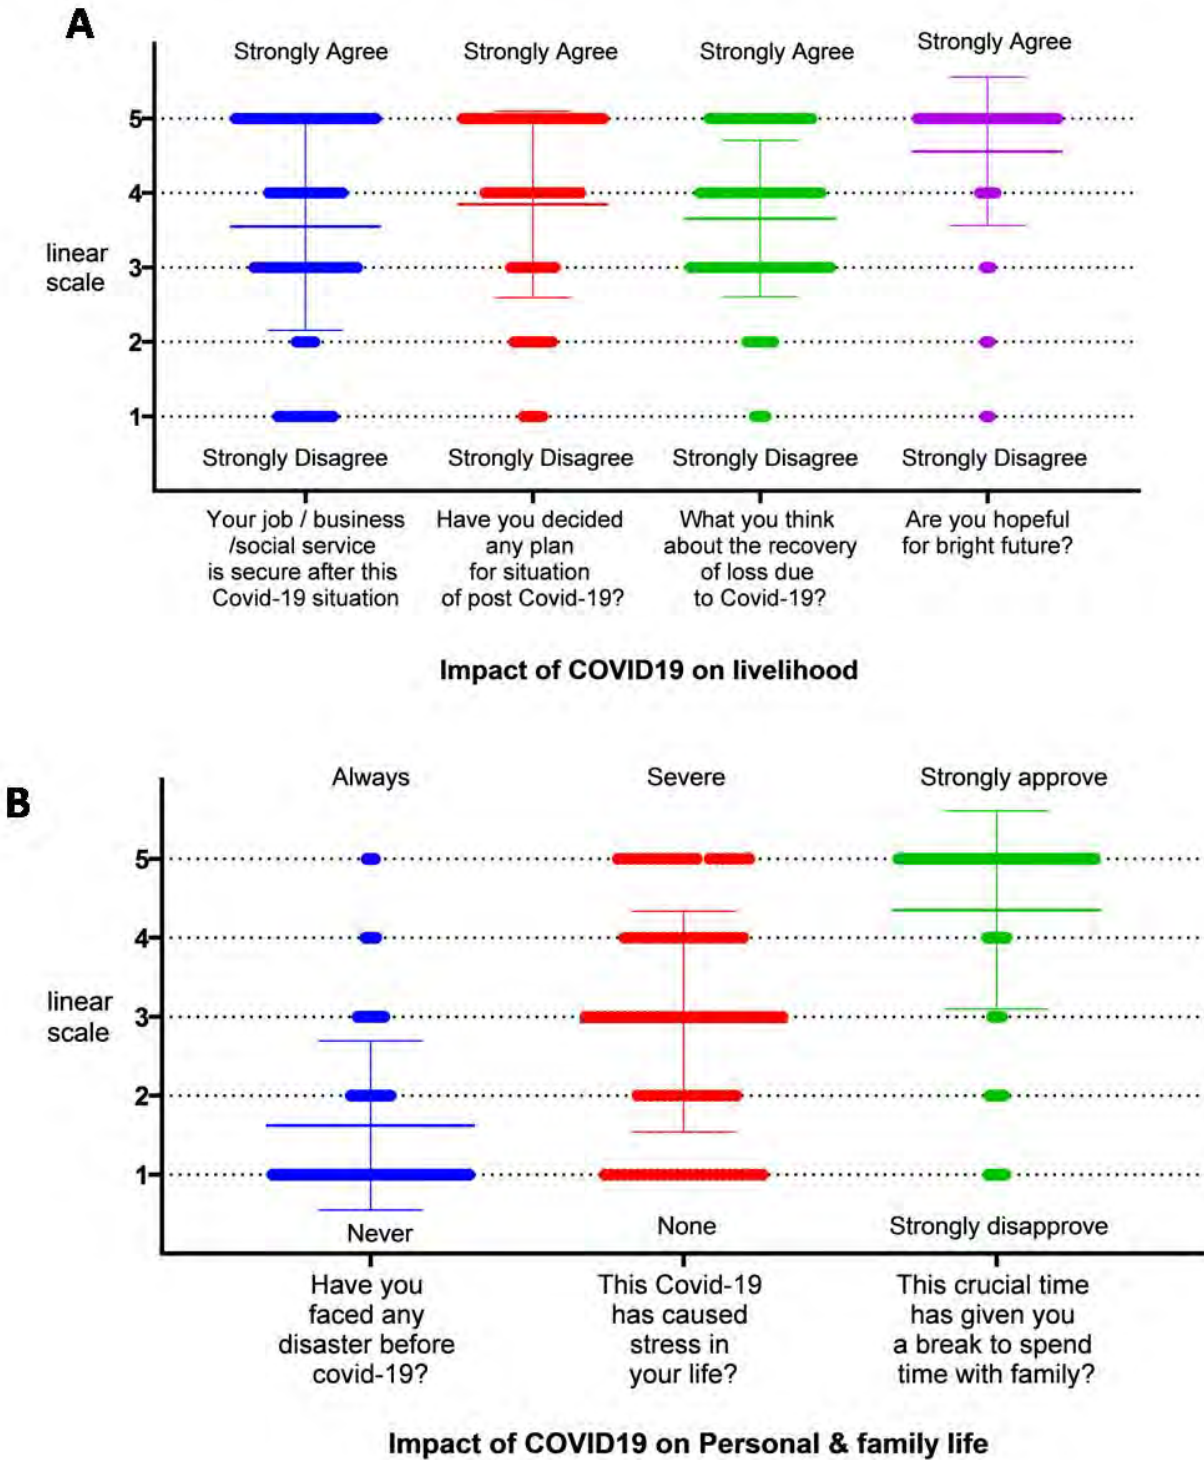 A
Strongly Agree Strongly Agree Strongly Agree Strongly Agree
5
4
linear
scale
3
2
1
Strongly Disagree Strongly Disagree Strongly Disagree Strongly Disagree
Your job / business
/social service
is secure after this
Covid-19 situation
Have you decided
any plan
for situation
of post Covid-19?
What you think
about the recovery
of loss due
to Covid-19?
Are you hopeful
for bright future?
Impact of COVID19 on livelihood
B
Always Severe Strongly approve
5
4
linear
scale
3
2
1
Never None Strongly disapprove
Have you
faced any
disaster before
covid-19?
This Covid-19
has caused
stress in
your life?
This crucial time
has given you
a break to spend
time with family?
Impact of COVID19 on Personal & family life